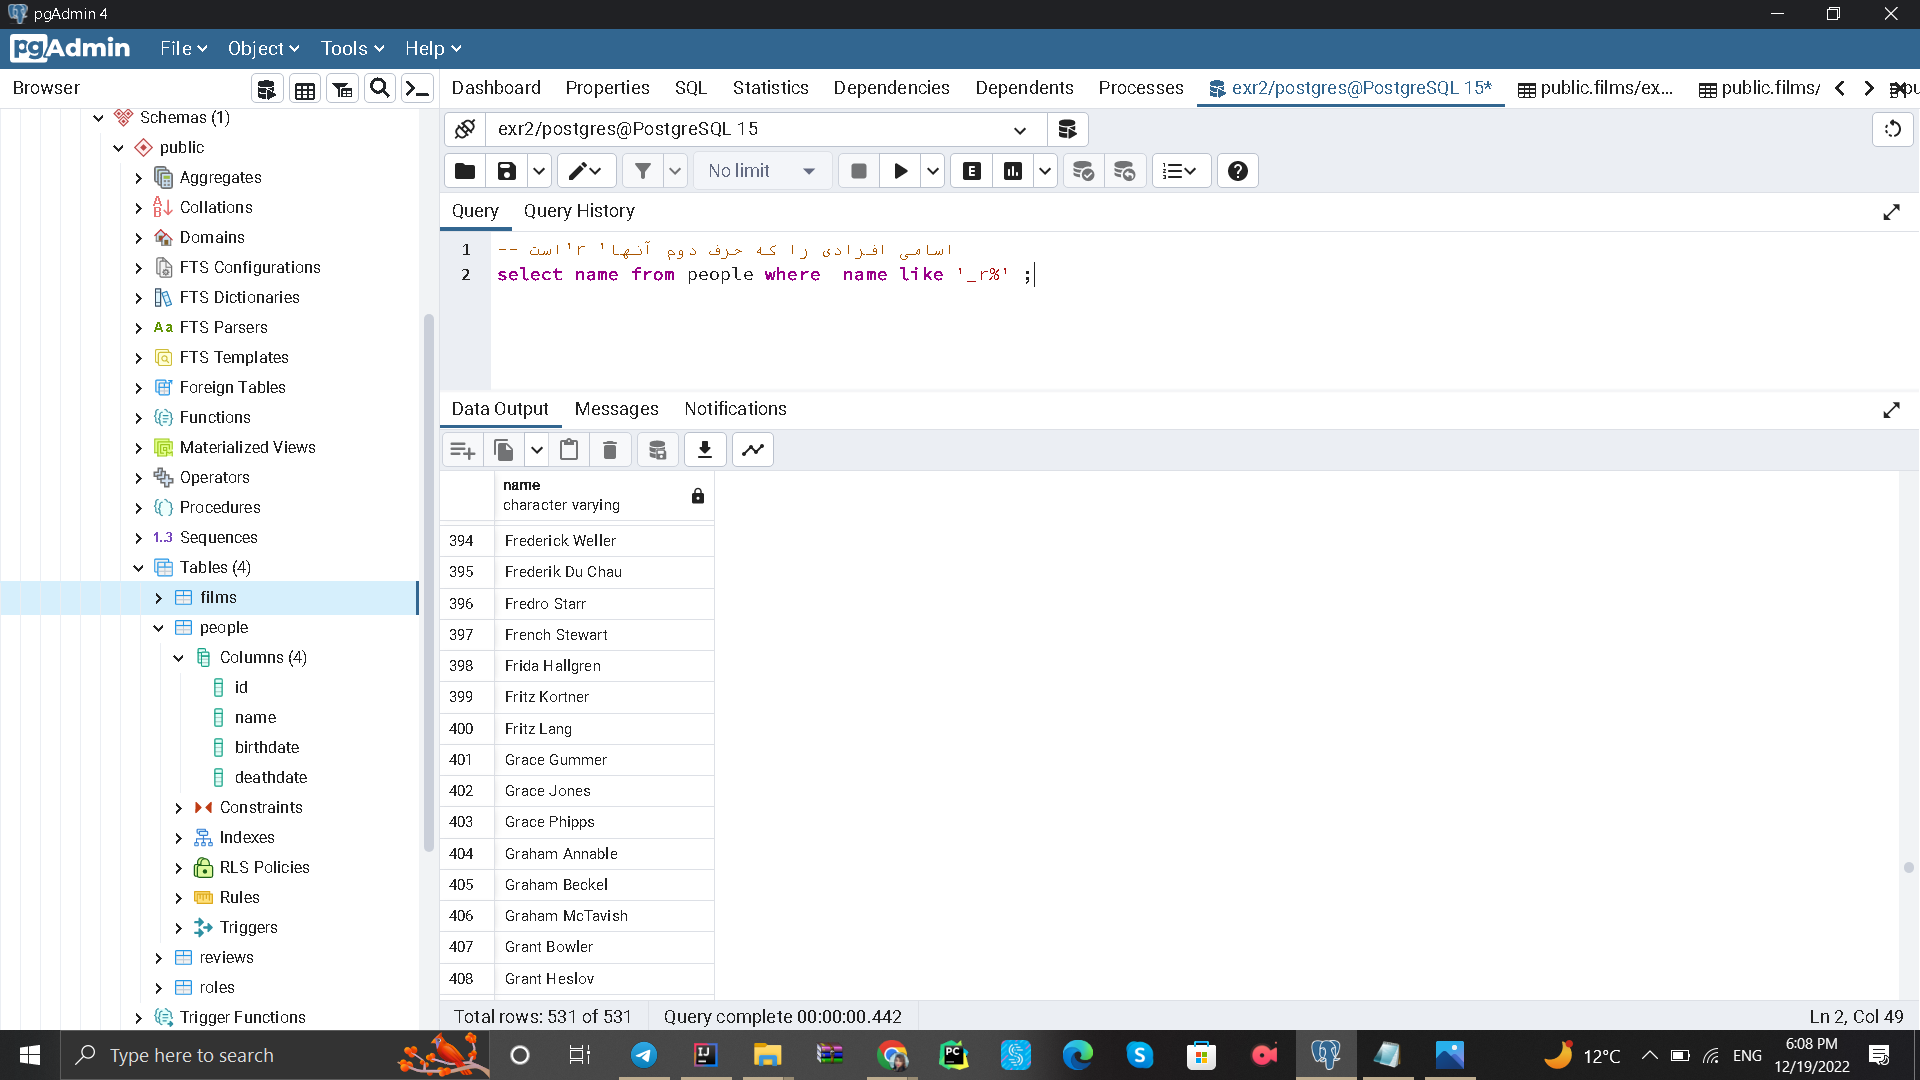 pgAdmin 4
pgAdmin File Object Tools Help
Browser
Dashboard Properties SQL Statistics Dependencies Dependents Processes exr2/postgres@PostgreSQL 15* public.films/ex... public.films/
Schemas (1)
public
Aggregates
Collations
Domains
FTS Configurations
FTS Dictionaries
Aa FTS Parsers
FTS Templates
Foreign Tables
Functions
Materialized Views
Operators
Procedures
1..3 Sequences
Tables (4)
films
people
Columns (4)
id
name
birthdate
deathdate
Constraints
Indexes
RLS Policies
Rules
Triggers
reviews
roles
Trigger Functions
exr2/postgres@PostgreSQL 15
No limit
E
Query Query History
1 -- اسامی افرادی را که حرف دوم آنها 'r' است
2 select name from people where  name like '_r%' ;
Data Output Messages Notifications
name
character varying
394 Frederick Weller
395 Frederik Du Chau
396 Fredro Starr
397 French Stewart
398 Frida Hallgren
399 Fritz Kortner
400 Fritz Lang
401 Grace Gummer
402 Grace Jones
403 Grace Phipps
404 Graham Annable
405 Graham Beckel
406 Graham McTavish
407 Grant Bowler
408 Grant Heslov
Total rows: 531 of 531 Query complete 00:00:00.442 Ln 2, Col 49
Type here to search
12°C ENG
6:08 PM
12/19/2022